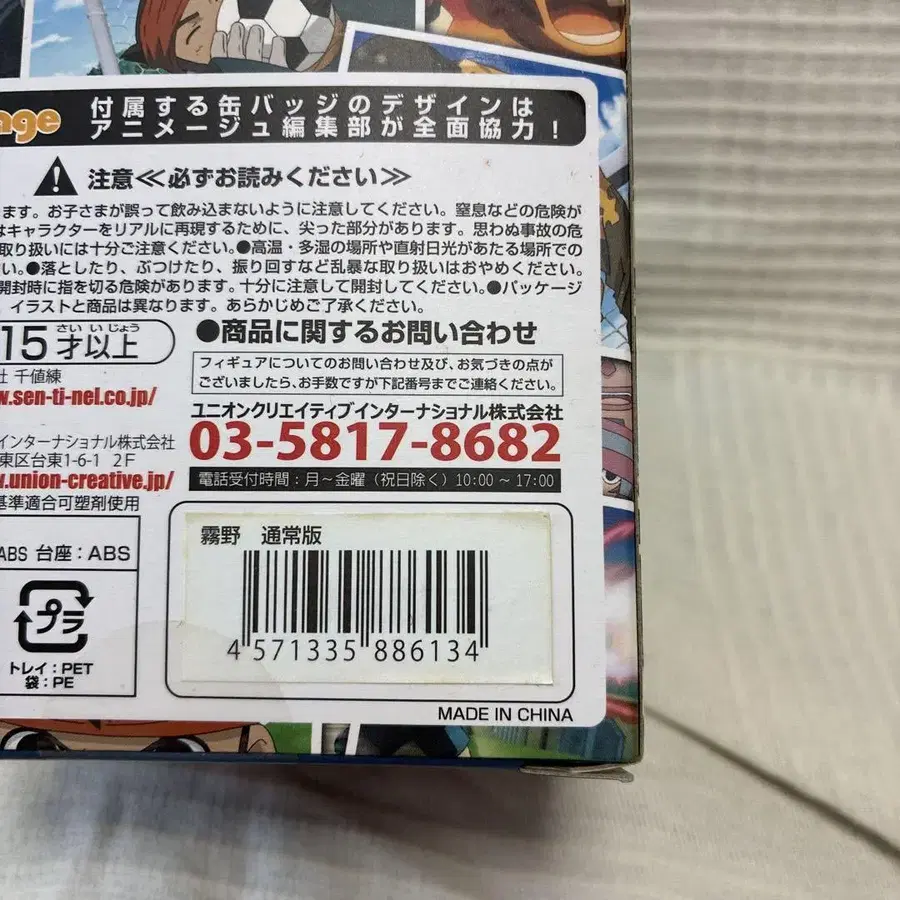 nge 付属する缶バッジのデザインは
アニメージュ編集部が全面協力!
注意≪必ずお読みください≫
ます。お子さまが誤って飲み込まないように注意してください。窒息などの危険が
はキャラクターをリアルに再現するために、尖った部分があります。思わぬ事故の危
取り扱いには十分ご注意ください。●高温・多湿の場所や直射日光があたる場所での
い。●落としたり、ぶつけたり、振り回すなど乱暴な取り扱いはおやめください。
開封時に指を切る危険があります。十分に注意して開封してください。●パッケージ
イラストと商品は異なります。あらかじめご了承ください。
さい いじょう
15才以上
社 千値練
w.sen-ti-nel.co.jp/
インターナショナル株式会社
東区台東1-6-1 2F
w.union-creative.jp/
基準適合可塑剤使用
ABS 台座:ABS
プラ
トレイ:PET
袋:PE
●商品に関するお問い合わせ
フィギュアについてのお問い合わせ及び、お気づきの点が
ございましたら、お手数ですが下記番号までご連絡ください。
ユニオンクリエイティブインターナショナル株式会社
03-5817-8682
電話受付時間:月~金曜(祝日除く)10:00~17:00
霧野 通常版
4 571335 886134
MADE IN CHINA